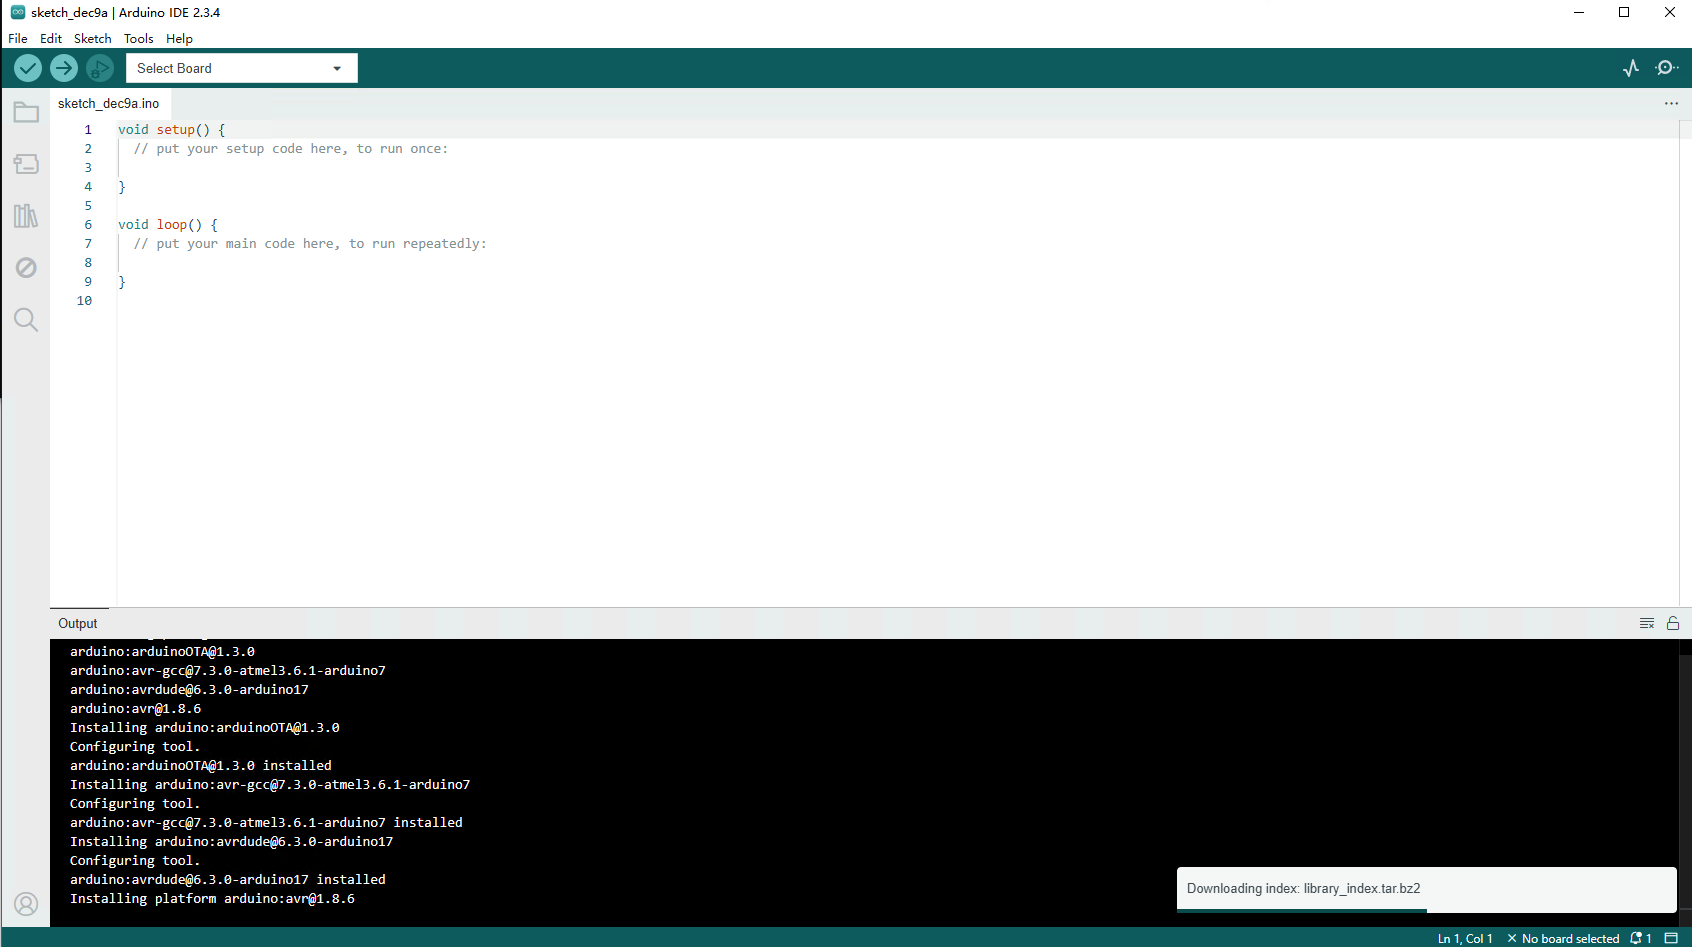 sketch_dec9a | Arduino IDE 2.3.4
File Edit Sketch Tools Help
Select Board
sketch_dec9a.ino
1 void setup() {
2 // put your setup code here, to run once:
3
4 }
5
6 void loop() {
7 // put your main code here, to run repeatedly:
8
9 }
10
Output
arduino:arduinoOTA@1.3.0
arduino:avr-gcc@7.3.0-atmel3.6.1-arduino7
arduino:avrdude@6.3.0-arduino17
arduino:avr@1.8.6
Installing arduino:arduinoOTA@1.3.0
Configuring tool.
arduino:arduinoOTA@1.3.0 installed
Installing arduino:avr-gcc@7.3.0-atmel3.6.1-arduino7
Configuring tool.
arduino:avr-gcc@7.3.0-atmel3.6.1-arduino7 installed
Installing arduino:avrdude@6.3.0-arduino17
Configuring tool.
arduino:avrdude@6.3.0-arduino17 installed
Installing platform arduino:avr@1.8.6
Downloading index: library_index.tar.bz2
Ln 1, Col 1 × No board selected 1